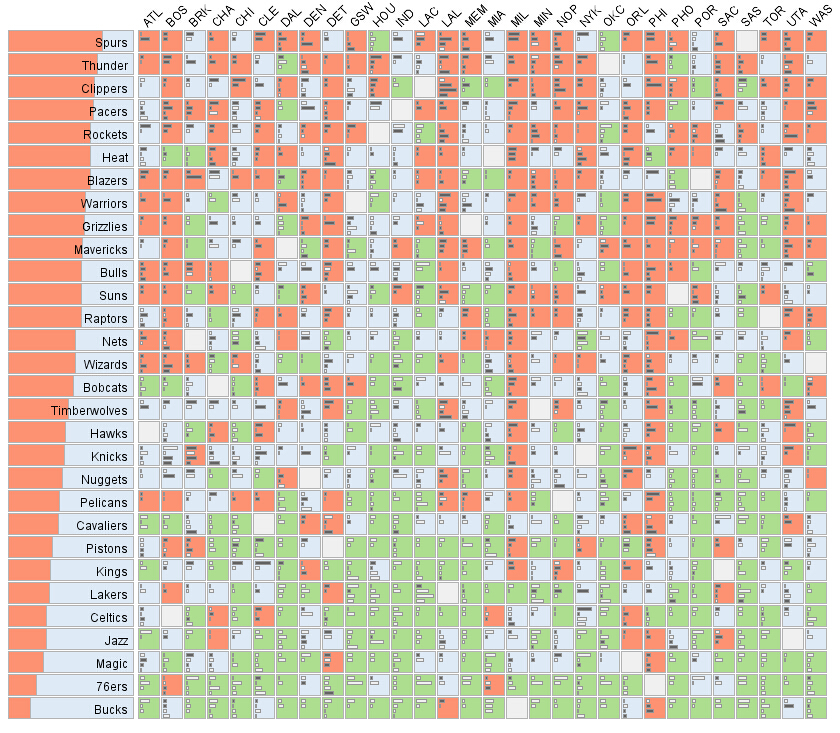 ATL BOS BRK CHA CHI CLE DAL DEN DET GSW HOU IND LAC LAL MEM MIA MIL MIN NOP NYK OKC ORL PHI PHO POR SAC SAS TOR UTA WAS
Spurs
Thunder
Clippers
Pacers
Rockets
Heat
Blazers
Warriors
Grizzlies
Mavericks
Bulls
Suns
Raptors
Nets
Wizards
Bobcats
Timberwolves
Hawks
Knicks
Nuggets
Pelicans
Cavaliers
Pistons
Kings
Lakers
Celtics
Jazz
Magic
76ers
Bucks